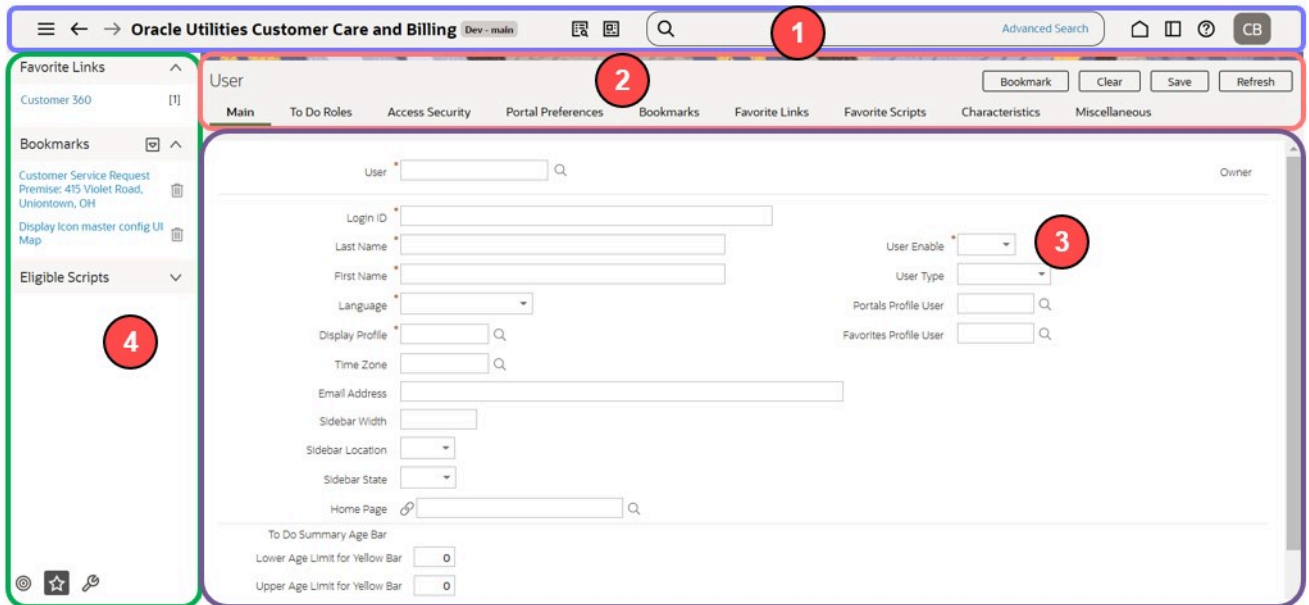 Oracle Utilities Customer Care and Billing Dev - main Advanced Search CB
1
Favorite Links
Customer 360 [1]
Bookmarks
Customer Service Request
Premise: 415 Violet Road,
Uniontown, OH
Display Icon master config UI
Map
Eligible Scripts
4
User Bookmark Clear Save Refresh
2
Main To Do Roles Access Security Portal Preferences Bookmarks Favorite Links Favorite Scripts Characteristics Miscellaneous
User * Owner
Login ID *
Last Name * User Enable *
3
First Name * User Type
Language * Portals Profile User
Display Profile * Favorites Profile User
Time Zone
Email Address
Sidebar Width
Sidebar Location
Sidebar State
Home Page
To Do Summary Age Bar
Lower Age Limit for Yellow Bar 0
Upper Age Limit for Yellow Bar 0